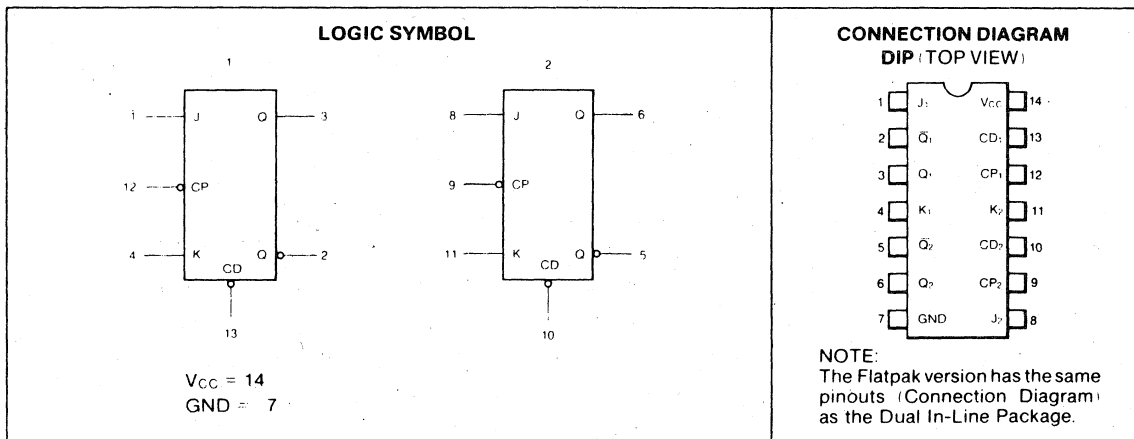 LOGIC SYMBOL
1
1 J Q 3
12 CP
4 K Q 2
CD
13
2
8 J Q 6
9 CP
11 K Q 5
CD
10
VCC = 14
GND = 7
CONNECTION DIAGRAM
DIP (TOP VIEW)
1 J1 VCC 14
2 Q̅1 CD1 13
3 Q1 CP1 12
4 K1 K2 11
5 Q̅2 CD2 10
6 Q2 CP2 9
7 GND J2 8
NOTE:
The Flatpak version has the same
pinouts (Connection Diagram)
as the Dual In-Line Package.